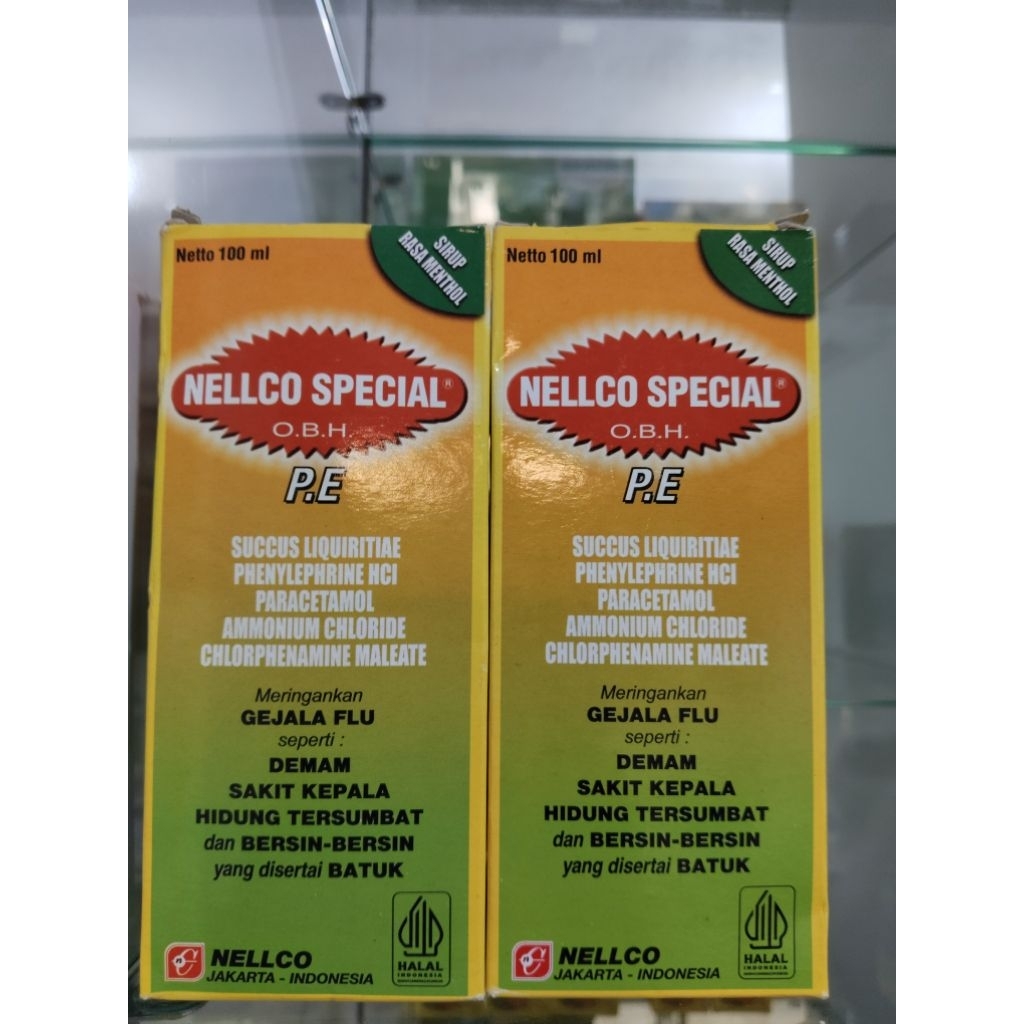 Netto 100 ml
SIRUP
RASA MENTHOL
NELLCO SPECIAL®
O.B.H.
P.E
SUCCUS LIQUIRITIAE
PHENYLEPHRINE HCl
PARACETAMOL
AMMONIUM CHLORIDE
CHLORPHENAMINE MALEATE
Meringankan
GEJALA FLU
seperti :
DEMAM
SAKIT KEPALA
HIDUNG TERSUMBAT
dan BERSIN-BERSIN
yang disertai BATUK
NELLCO
JAKARTA - INDONESIA
HALAL
INDONESIA
Netto 100 ml
SIRUP
RASA MENTHOL
NELLCO SPECIAL®
O.B.H.
P.E
SUCCUS LIQUIRITIAE
PHENYLEPHRINE HCl
PARACETAMOL
AMMONIUM CHLORIDE
CHLORPHENAMINE MALEATE
Meringankan
GEJALA FLU
seperti :
DEMAM
SAKIT KEPALA
HIDUNG TERSUMBAT
dan BERSIN-BERSIN
yang disertai BATUK
NELLCO
JAKARTA - INDONESIA
HALAL
INDONESIA